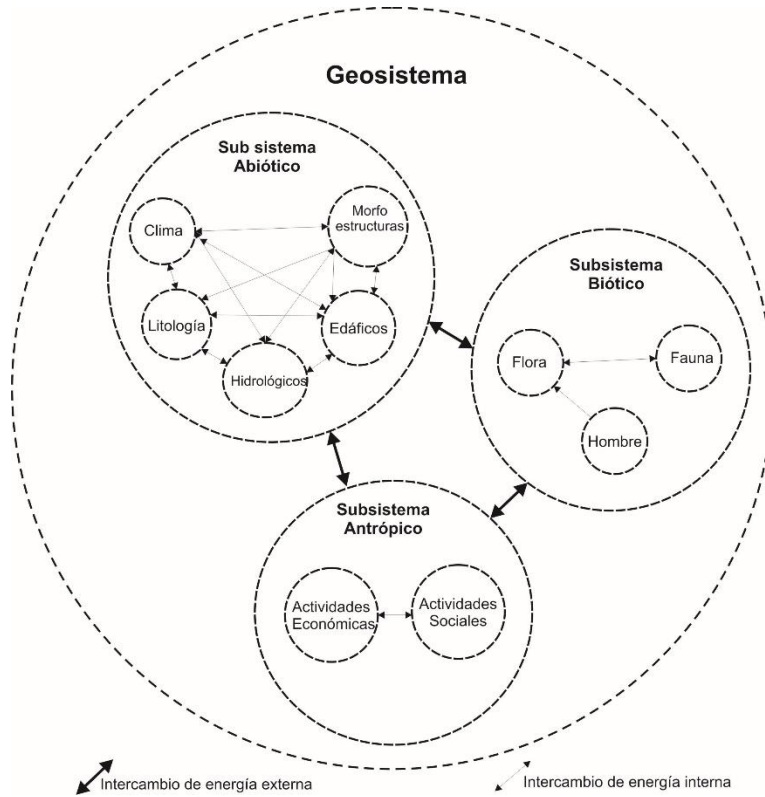 Geosistema
Sub sistema
Abiótico
Clima
Morfo
estructuras
Litología
Edáficos
Hidrológicos
Subsistema
Biótico
Flora
Fauna
Hombre
Subsistema
Antrópico
Actividades
Económicas
Actividades
Sociales
Intercambio de energía externa
Intercambio de energía interna